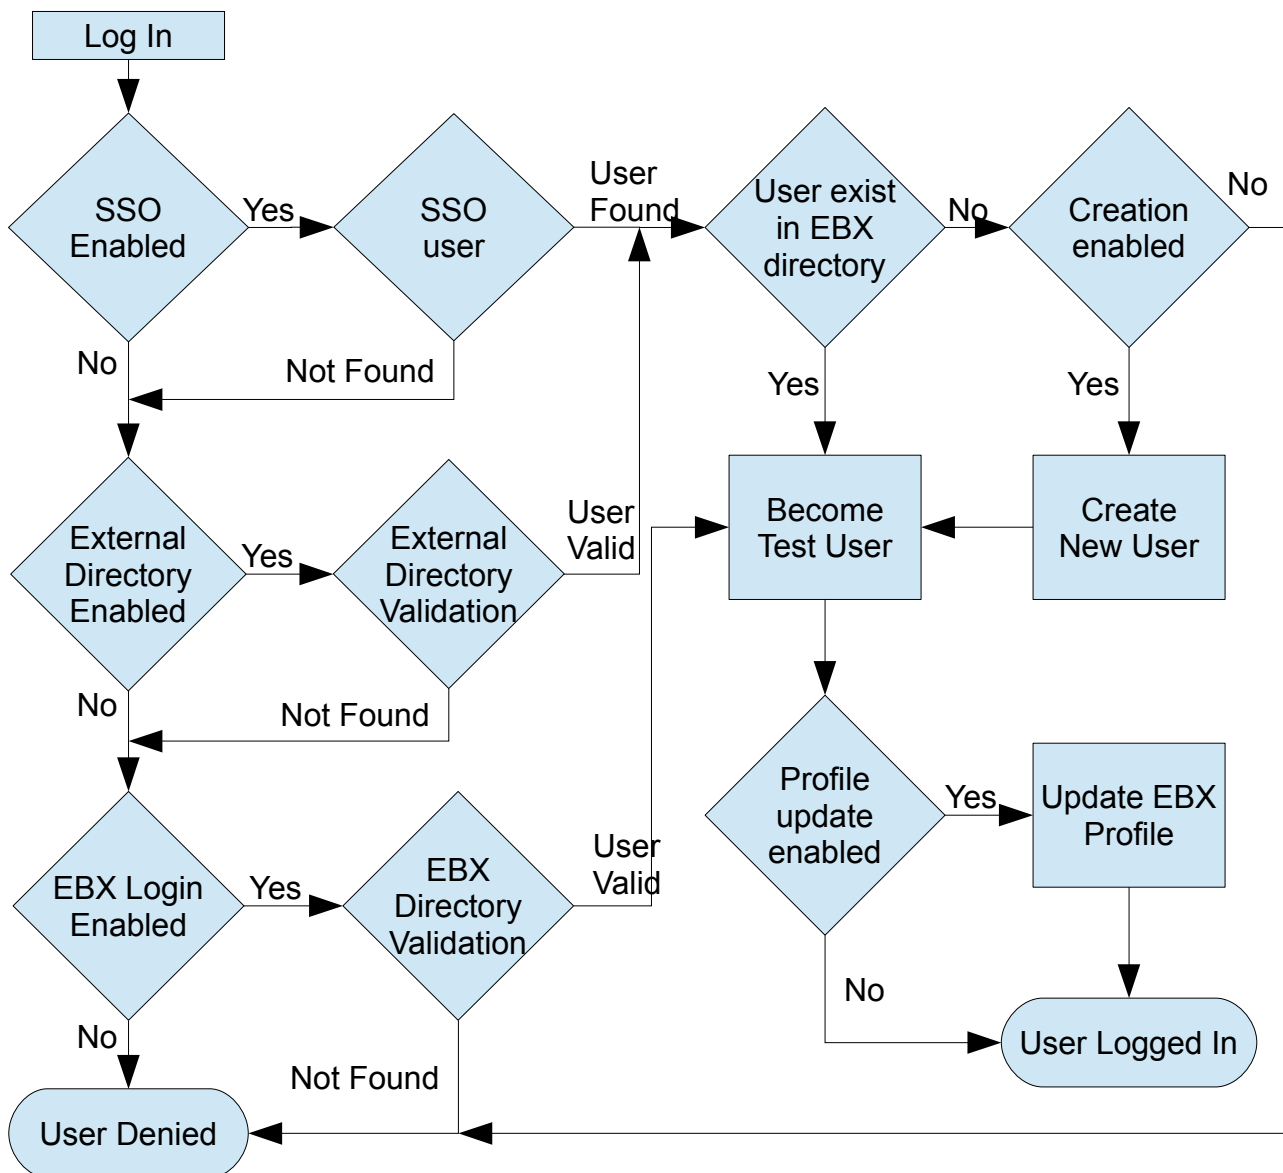 Log In
SSO
Enabled
Yes
SSO
user
User
Found
User exist
in EBX
directory
No
Creation
enabled
No
No
Not Found
Yes
Yes
External
Directory
Enabled
Yes
External
Directory
Validation
User
Valid
Become
Test User
Create
New User
No
Not Found
EBX Login
Enabled
Yes
EBX
Directory
Validation
User
Valid
Profile
update
enabled
Yes
Update EBX
Profile
No
No
Not Found
User Logged In
User Denied